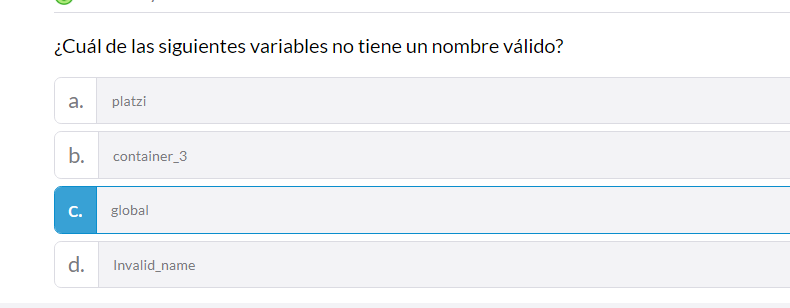 ¿Cuál de las siguientes variables no tiene un nombre válido?
a. platzi
b. container_3
c. global
d. Invalid_name